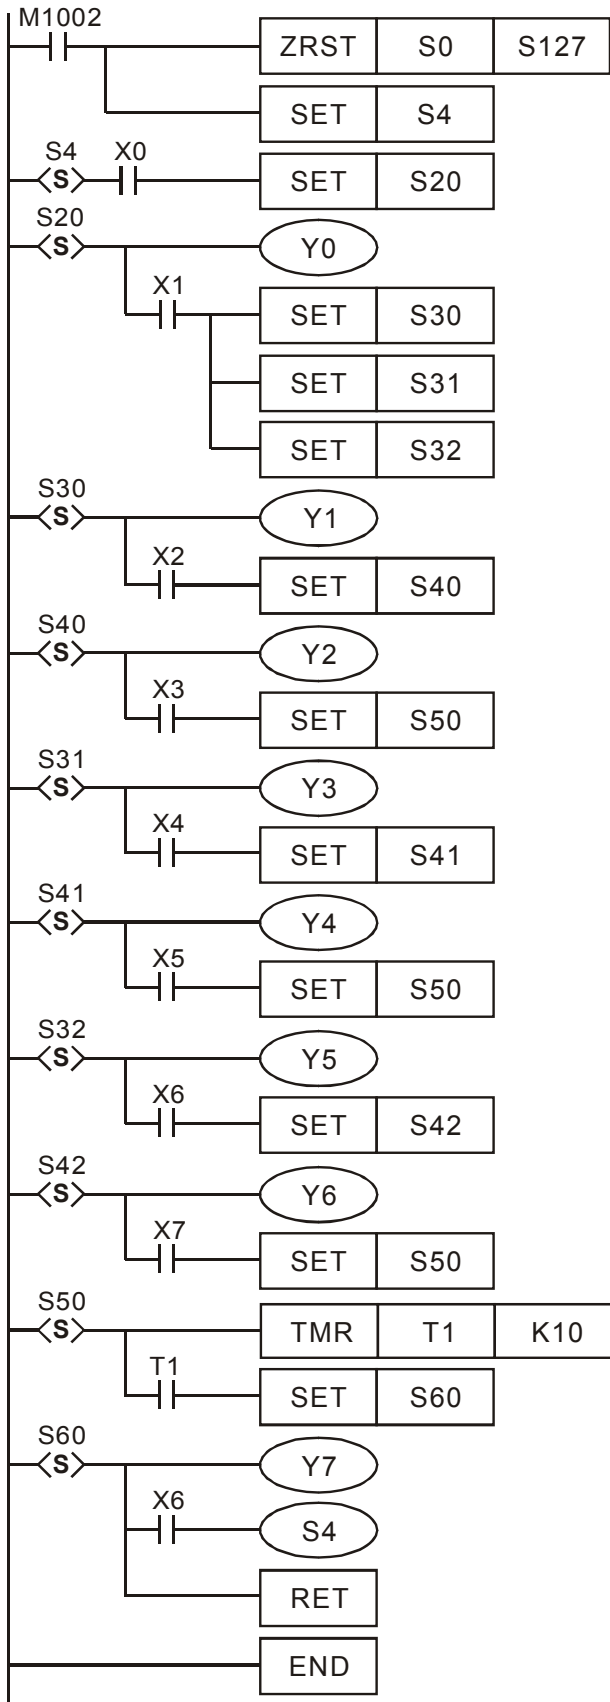 M1002
ZRST S0 S127
SET S4
S4 X0
S SET S20
S20
S Y0
X1
SET S30
SET S31
SET S32
S30
S Y1
X2
SET S40
S40
S Y2
X3
SET S50
S31
S Y3
X4
SET S41
S41
S Y4
X5
SET S50
S32
S Y5
X6
SET S42
S42
S Y6
X7
SET S50
S50
S TMR T1 K10
T1
SET S60
S60
S Y7
X6
S4
RET
END